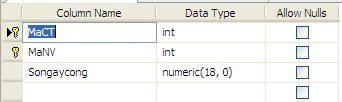 Column Name Data Type Allow Nulls
MaCT int
MaNV int
Songaycong numeric(18, 0)